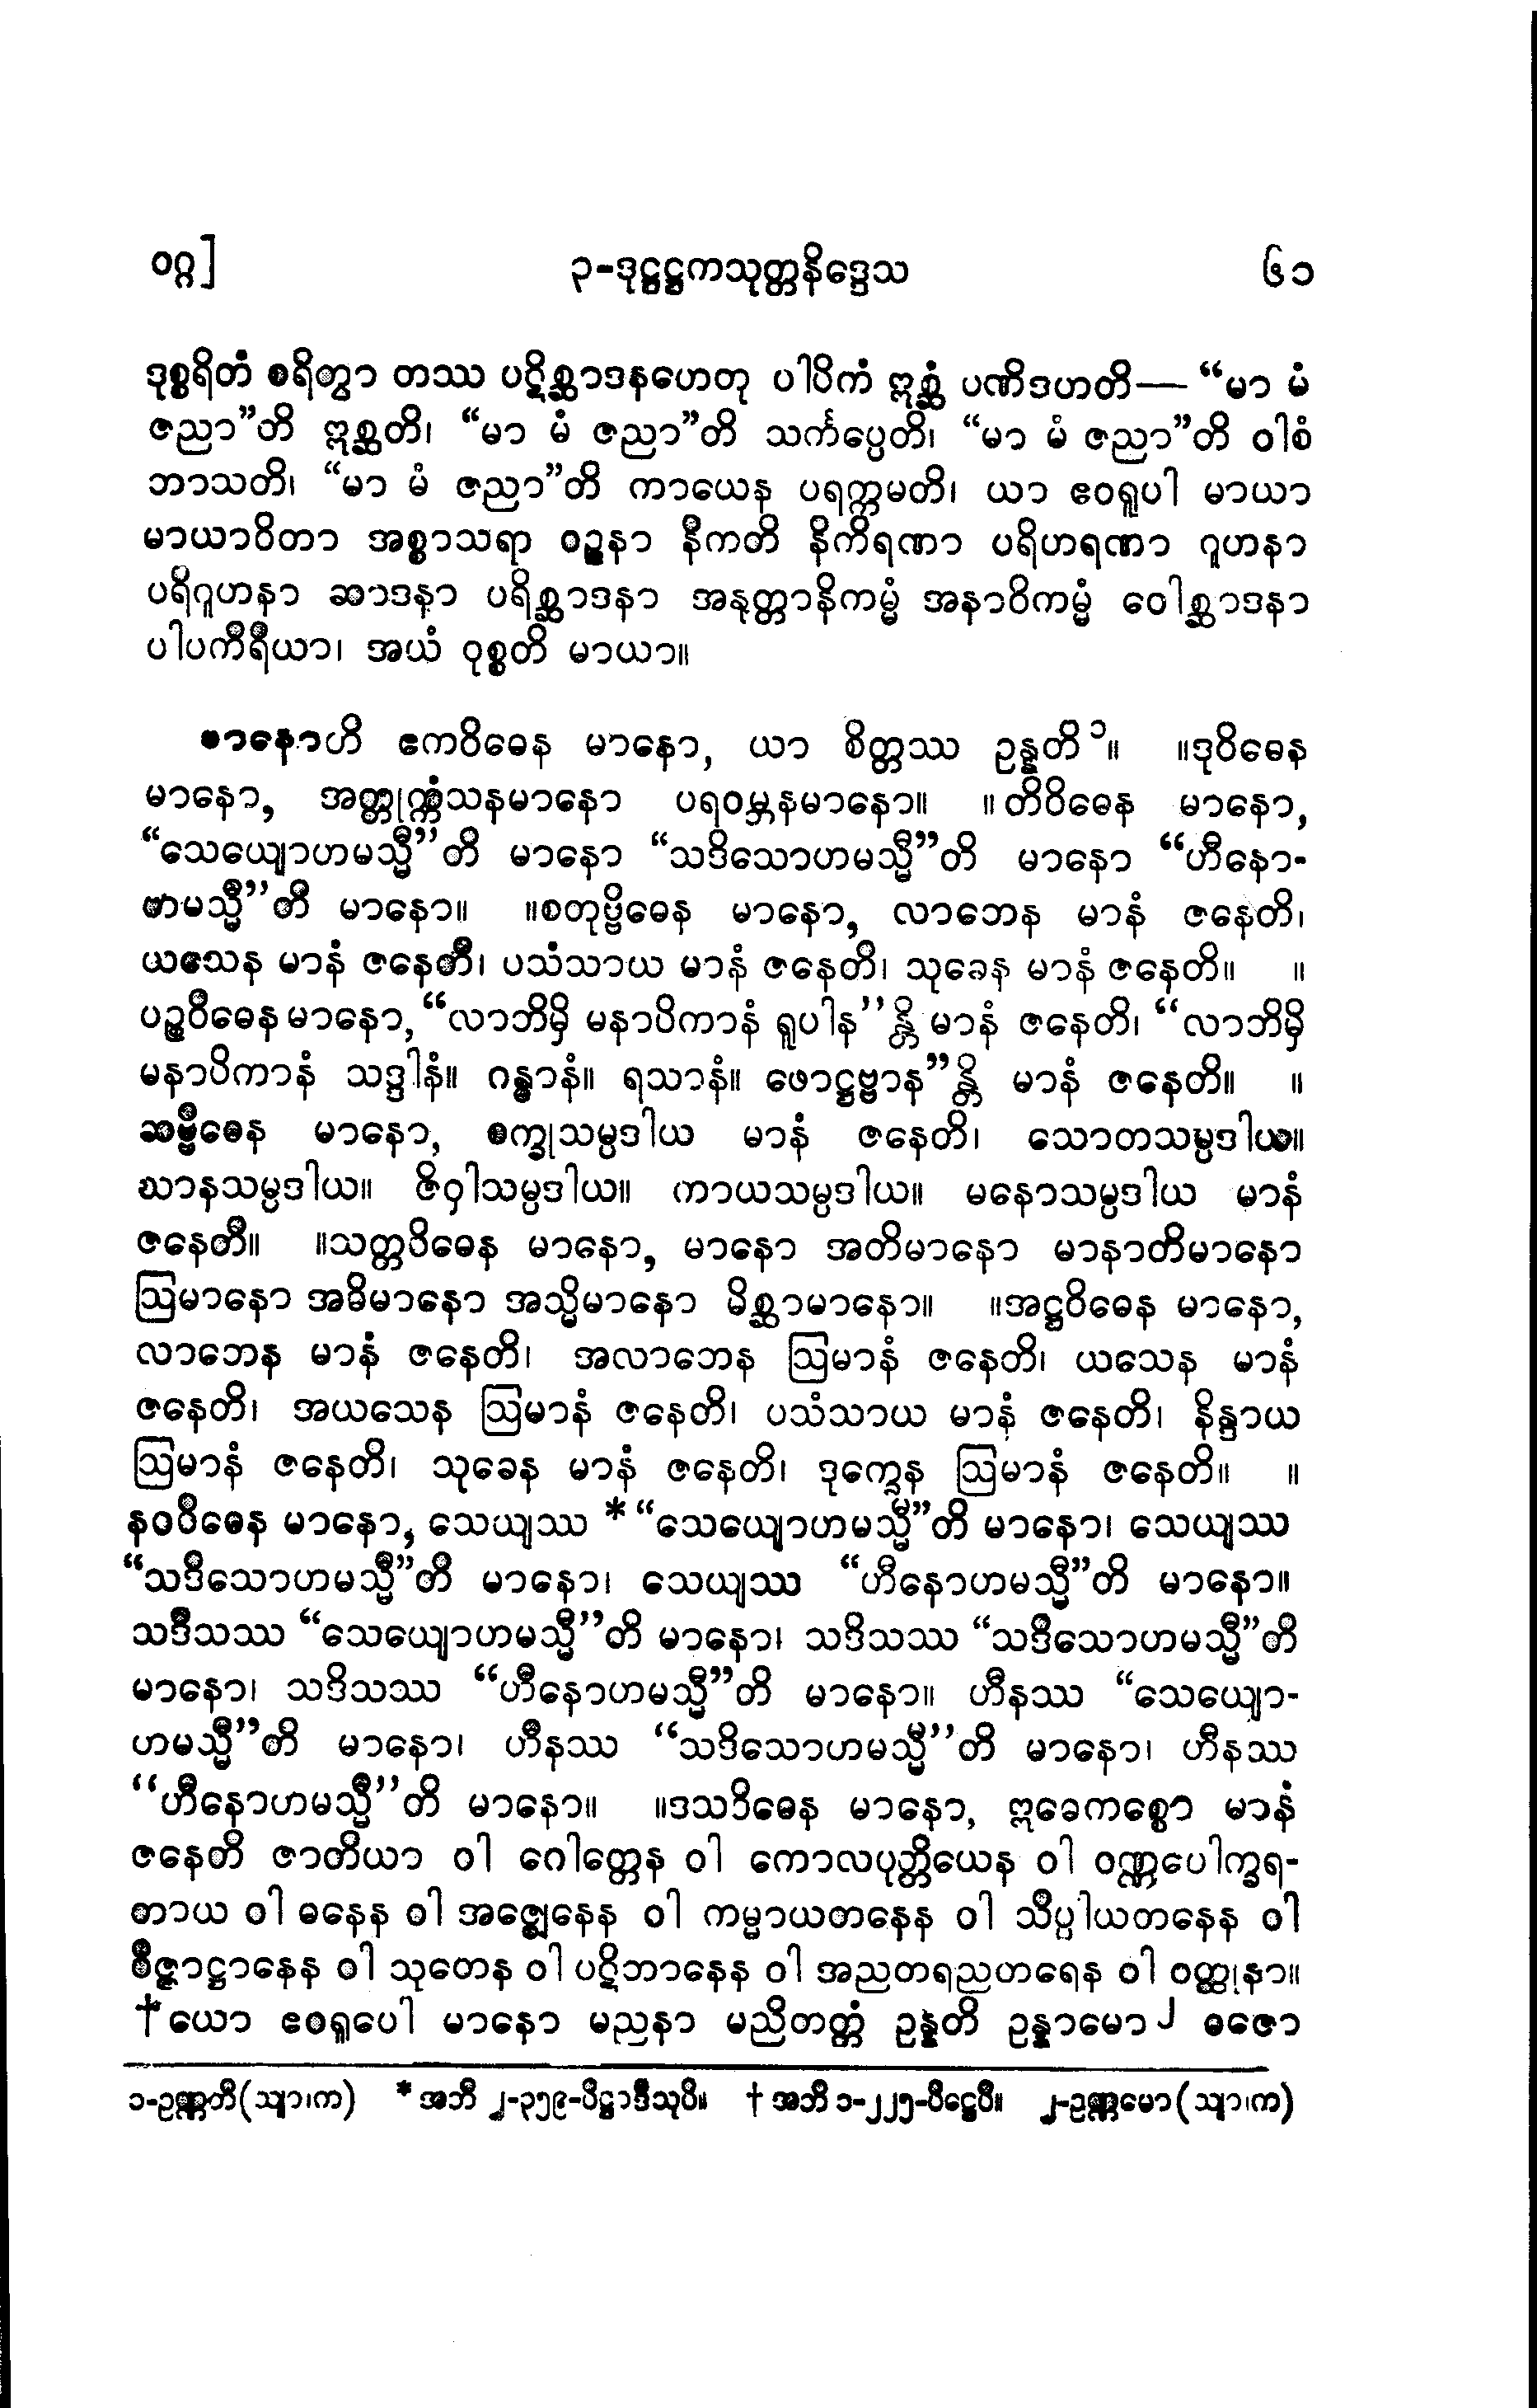 ဝဂ္ဂ] ၃-ဒုဋ္ဌဋ္ဌကသုတ္တနိဒ္ဒေသ ၆၁
ဒုစ္စရိတံ စရိတွာ တဿ ပဋိစ္ဆာဒနဟေတု ပါပိကံ ဣစ္ဆံ ပဏိဒဟတိ— “မာ မံ
ဇညာ”တိ ဣစ္ဆတိ၊ “မာ မံ ဇညာ”တိ သင်္ကပ္ပေတိ၊ “မာ မံ ဇညာ”တိ ဝါစံ
ဘာသတိ၊ “မာ မံ ဇညာ”တိ ကာယေန ပရက္ကမတိ၊ ယာ ဧဝရူပါ မာယာ
မာယာဝိတာ အစ္စာသရာ ဝဉ္စနာ နိကတိ နိကိရဏာ ပရိဟရဏာ ဂူဟနာ
ပရိဂူဟနာ ဆာဒနာ ပရိစ္ဆာဒနာ အနုတ္တာနိကမ္မံ အနာဝိကမ္မံ ဝေါစ္ဆာဒနာ
ပါပကိရိယာ၊ အယံ ဝုစ္စတိ မာယာ။
မာနောဟိ ဧကဝိဓေန မာနော, ယာ စိတ္တဿ ဥန္နတိ ၁။ ။ဒုဝိဓေန
မာနော, အတ္တုက္ကံသနမာနော ပရဝမ္ဘနမာနော။ ။တိဝိဓေန မာနော,
“သေယျောဟမသ္မီ”တိ မာနော “သဒိသောဟမသ္မီ”တိ မာနော “ဟီနော-
ဟမသ္မီ”တိ မာနော။ ။စတုဗ္ဗိဓေန မာနော, လာဘေန မာနံ ဇနေတိ၊
ယသေန မာနံ ဇနေတိ၊ ပသံသာယ မာနံ ဇနေတိ၊ သုခေန မာနံ ဇနေတိ။ ။
ပဉ္စဝိဓေန မာနော, “လာဘိမှိ မနာပိကာနံ ရူပါန”န္တိ မာနံ ဇနေတိ၊ “လာဘိမှိ
မနာပိကာနံ သဒ္ဒါနံ။ ဂန္ဓာနံ။ ရသာနံ။ ဖောဋ္ဌဗ္ဗာန”န္တိ မာနံ ဇနေတိ။ ။
ဆဗ္ဗိဓေန မာနော, စက္ခုသမ္ပဒါယ မာနံ ဇနေတိ၊ သောတသမ္ပဒါယ။
ဃာနသမ္ပဒါယ။ ဇိဝှါသမ္ပဒါယ။ ကာယသမ္ပဒါယ။ မနောသမ္ပဒါယ မာနံ
ဇနေတိ။ ။သတ္တဝိဓေန မာနော, မာနော အတိမာနော မာနာတိမာနော
ဩမာနော အဓိမာနော အသ္မိမာနော မိစ္ဆာမာနော။ ။အဋ္ဌဝိဓေန မာနော,
လာဘေန မာနံ ဇနေတိ၊ အလာဘေန ဩမာနံ ဇနေတိ၊ ယသေန မာနံ
ဇနေတိ၊ အယသေန ဩမာနံ ဇနေတိ၊ ပသံသာယ မာနံ ဇနေတိ၊ နိန္ဒာယ
ဩမာနံ ဇနေတိ၊ သုခေန မာနံ ဇနေတိ၊ ဒုက္ခေန ဩမာနံ ဇနေတိ။ ။
နဝဝိဓေန မာနော, သေယျဿ * “သေယျောဟမသ္မီ”တိ မာနော၊ သေယျဿ
“သဒိသောဟမသ္မီ”တိ မာနော၊ သေယျဿ “ဟီနောဟမသ္မီ”တိ မာနော။
သဒိသဿ “သေယျောဟမသ္မီ”တိ မာနော၊ သဒိသဿ “သဒိသောဟမသ္မီ”တိ
မာနော၊ သဒိသဿ “ဟီနောဟမသ္မီ”တိ မာနော။ ဟီနဿ “သေယျော-
ဟမသ္မီ”တိ မာနော၊ ဟီနဿ “သဒိသောဟမသ္မီ”တိ မာနော၊ ဟီနဿ
“ဟီနောဟမသ္မီ”တိ မာနော။ ။ဒသဝိဓေန မာနော, ဣဓေကစ္စော မာနံ
ဇနေတိ ဇာတိယာ ဝါ ဂေါတ္တေန ဝါ ကောလပုတ္တိယေန ဝါ ဝဏ္ဏပေါက္ခရ-
တာယ ဝါ ဓနေန ဝါ အဇ္ဈေနေန ဝါ ကမ္မာယတနေန ဝါ သိပ္ပါယတနေန ဝါ
ဝိဇ္ဇာဋ္ဌာနေန ဝါ သုတေန ဝါ ပဋိဘာနေန ဝါ အညတရညတရေန ဝါ ဝတ္ထုနာ။
† ယော ဧဝရူပေါ မာနော မညနာ မညိတတ္တံ ဥန္နတိ ဥန္နာမော ၂ ဓဇော
၁-ဥဏ္ဏတိ(သျာ၊က) * အဘိ ၂-၃၅၉-ပိဋ္ဌာဒီသုပိ။ † အဘိ ၁-၂၂၅-ပိဋ္ဌေပိ။ ၂-ဥဏ္ဏမော(သျာ၊က)